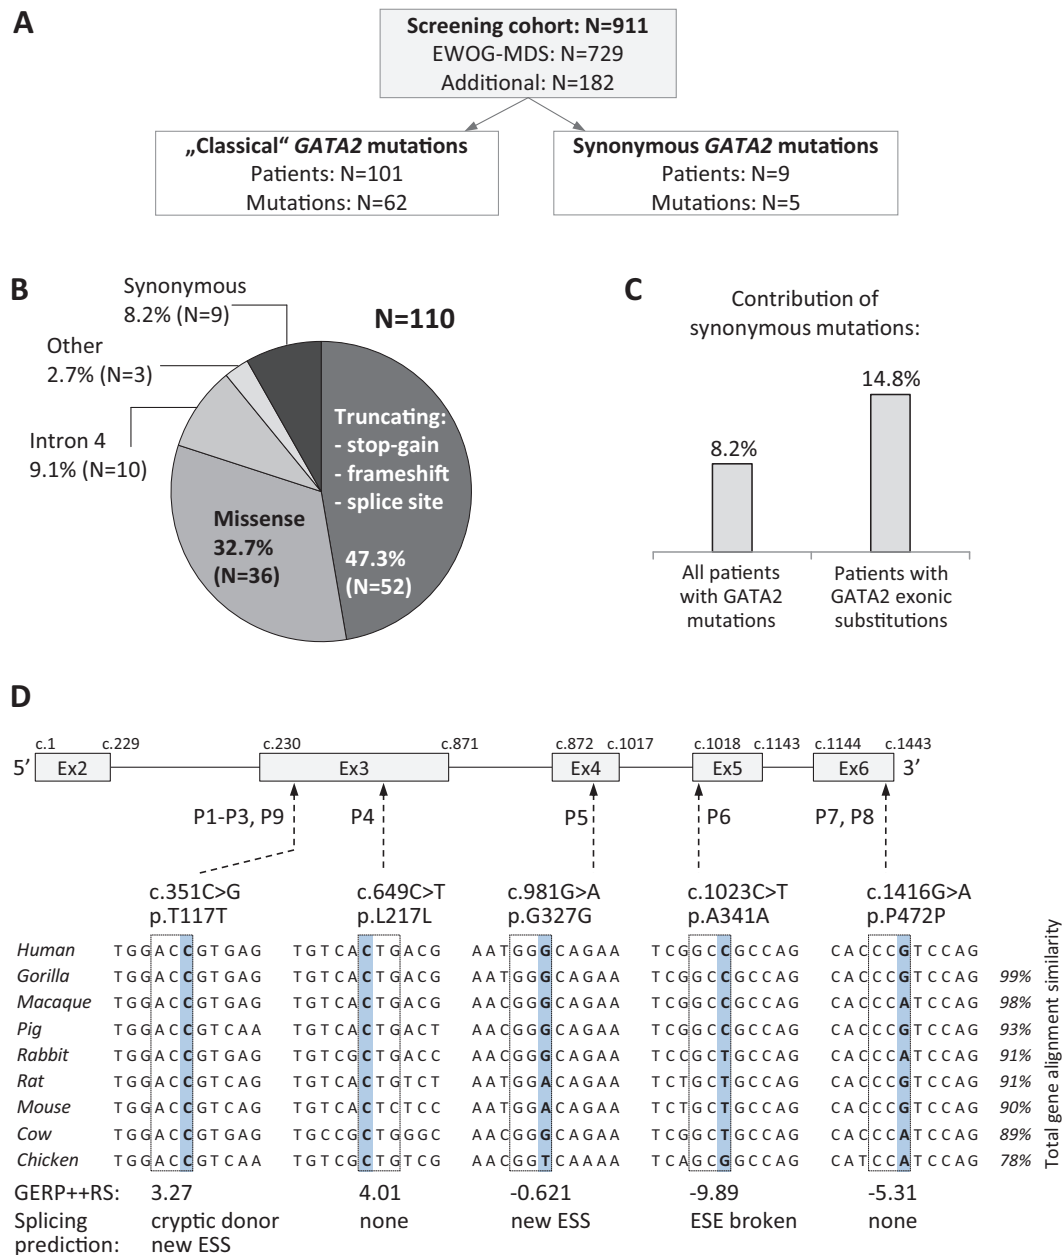 A
Screening cohort: N=911
EWOG-MDS: N=729
Additional: N=182
„Classical“ GATA2 mutations
Patients: N=101
Mutations: N=62
Synonymous GATA2 mutations
Patients: N=9
Mutations: N=5
B
N=110
Synonymous
8.2% (N=9)
Other
2.7% (N=3)
Intron 4
9.1% (N=10)
Missense
32.7%
(N=36)
Truncating:
- stop-gain
- frameshift
- splice site
47.3%
(N=52)
C
Contribution of
synonymous mutations:
8.2%
14.8%
All patients
with GATA2
mutations
Patients with
GATA2 exonic
substitutions
D
c.1 c.229 c.230 c.871 c.872 c.1017 c.1018 c.1143 c.1144 c.1443
5’ Ex2 Ex3 Ex4 Ex5 Ex6 3’
P1-P3, P9 P4 P5 P6 P7, P8
c.351C>G c.649C>T c.981G>A c.1023C>T c.1416G>A
p.T117T p.L217L p.G327G p.A341A p.P472P
Human TGGACCGTGAG TGTCACTGACG AATGGGCAGAA TCGGCCGCCAG CACCCGTCCAG
Gorilla TGGACCGTGAG TGTCACTGACG AACGGGCAGAA TCGGCCGCCAG CACCCGTCCAG 99%
Macaque TGGACCGTGAG TGTCACTGACG AACGGGCAGAA TCGGCCGCCAG CACCCATCCAG 98%
Pig TGGACCGTCAA TGTCACTGACT AACGGGCAGAA TCGGCCGCCAG CACCCGTCCAG 93%
Rabbit TGGACCGTCAG TGTCGCTGACC AACGGGCAGAA TCCGCTGCCAG CACCCATCCAG 91%
Rat TGGACCGTCAG TGTCACTGTCT AATGGACAGAA TCTGCTGCCAG CACCCGTCCAG 91%
Mouse TGGACCGTCAG TGTCACTCTCC AATGGACAGAA TCTGCTGCCAG CACCCGTCCAG 90%
Cow TGGACCGTGAG TGCCGCTGGGC AACGGGCAGAA TCGGCTGCCAG CACCCATCCAG 89%
Chicken TGGACCGTCAA TGTCGCTGTCG AACGGTCAAAA TCAGCGGCCAG CATCCATCCAG 78%
Total gene alignment similarity
GERP++RS: 3.27 4.01 -0.621 -9.89 -5.31
Splicing cryptic donor none new ESS ESE broken none
prediction: new ESS